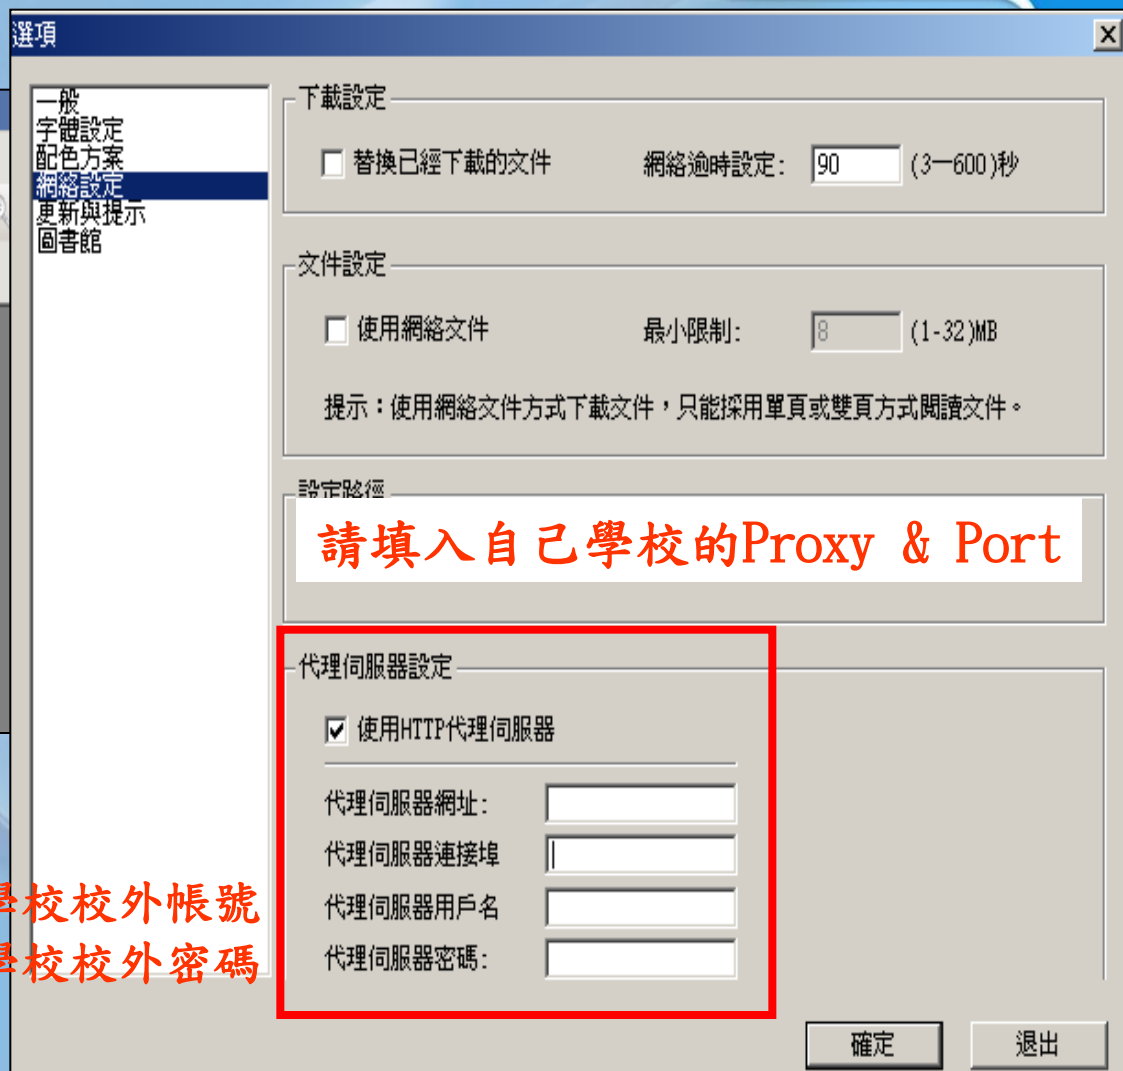 選項
一般
字體設定
配色方案
網絡設定
更新與提示
圖書館
下載設定
替換已經下載的文件 網絡逾時設定: 90 (3—600)秒
文件設定
使用網絡文件 最小限制: 8 (1-32)MB
提示：使用網絡文件方式下載文件，只能採用單頁或雙頁方式閱讀文件。
設定路徑
請填入自己學校的Proxy & Port
代理伺服器設定
使用HTTP代理伺服器
代理伺服器網址:
代理伺服器連接埠
代理伺服器用戶名
代理伺服器密碼:
學校校外帳號
學校校外密碼
確定 退出